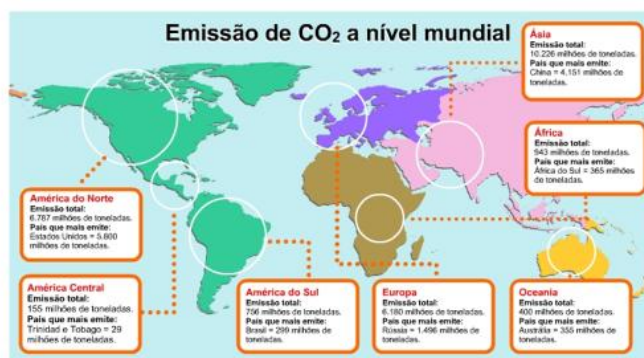 Emissão de CO₂ a nível mundial
Ásia
Emissão total:
10.226 milhões de toneladas.
País que mais emite:
China = 4,151 milhões de
toneladas.
África
Emissão total:
943 milhões de toneladas.
País que mais emite:
África do Sul = 365 milhões
de toneladas.
América do Norte
Emissão total:
6.787 milhões de toneladas.
País que mais emite:
Estados Unidos = 5.800
milhões de toneladas.
América Central
Emissão total:
155 milhões de toneladas.
País que mais emite:
Trinidad e Tobago = 29
milhões de toneladas.
América do Sul
Emissão total:
756 milhões de toneladas.
País que mais emite:
Brasil = 299 milhões de
toneladas.
Europa
Emissão total:
6.180 milhões de toneladas.
País que mais emite:
Rússia = 1.496 milhões de
toneladas.
Oceania
Emissão total:
400 milhões de toneladas.
País que mais emite:
Austrália = 355 milhões de
toneladas.